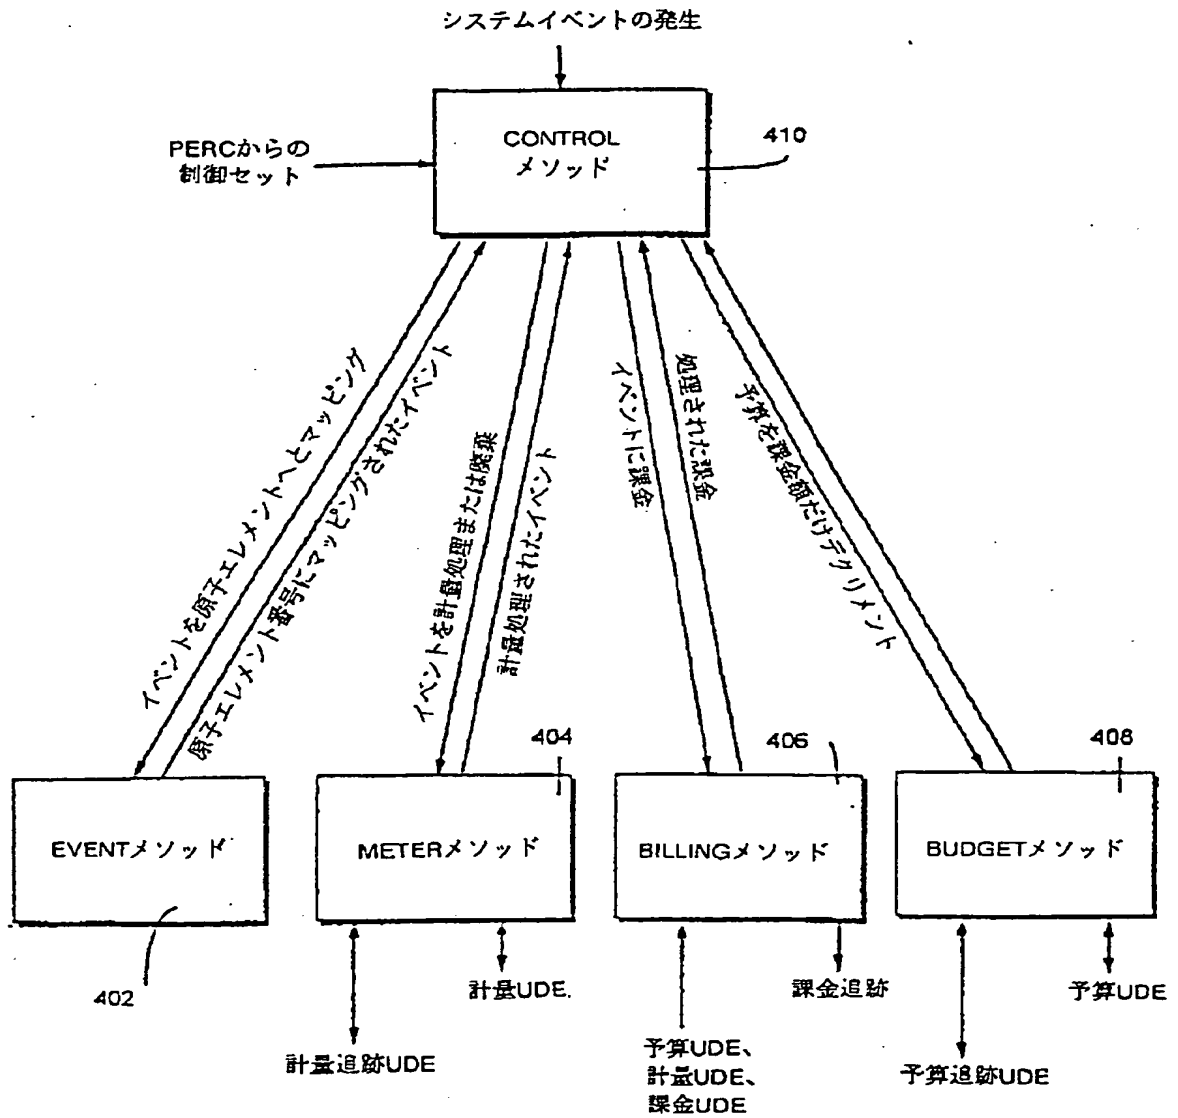 システムイベントの発生
CONTROL
メソッド
410
PERCからの
制御セット
イベントを原子エレメントへとマッピング
原子エレメント番号にマッピングされたイベント
イベントを計量処理または廃棄
計量処理されたイベント
イベントに課金
処理された課金
予算を課金額だけデクリメント
404
406
408
EVENTメソッド
METERメソッド
BILLINGメソッド
BUDGETメソッド
402
計量UDE.
課金追跡
予算UDE
計量追跡UDE
予算UDE、
計量UDE、
課金UDE
予算追跡UDE